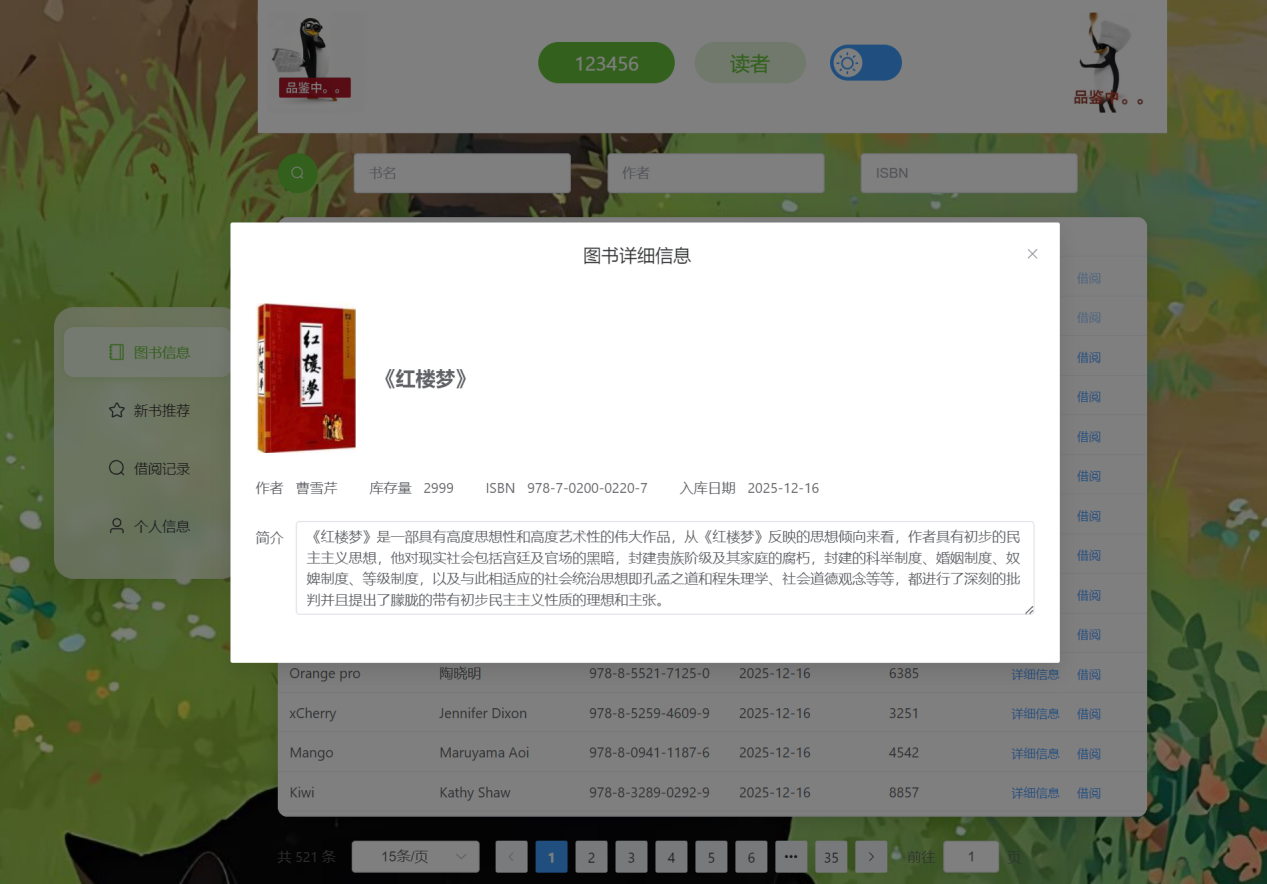 品鉴中。。
123456
读者
品鉴中。。
书名
作者
ISBN
图书详细信息
借阅
借阅
图书信息
红楼梦
红楼梦
《红楼梦》
借阅
借阅
新书推荐
借阅
借阅记录
借阅
作者 曹雪芹 库存量 2999 ISBN 978-7-0200-0220-7 入库日期 2025-12-16
借阅
个人信息
简介
《红楼梦》是一部具有高度思想性和高度艺术性的伟大作品，从《红楼梦》反映的思想倾向来看，作者具有初步的民
主主义思想，他对现实社会包括宫廷及官场的黑暗，封建贵族阶级及其家庭的腐朽，封建的科举制度、婚姻制度、奴
婢制度、等级制度，以及与此相适应的社会统治思想即孔孟之道和程朱理学、社会道德观念等等，都进行了深刻的批
判并且提出了朦胧的带有初步民主主义性质的理想和主张。
借阅
借阅
借阅
Orange pro 陶晓明 978-8-5521-7125-0 2025-12-16 6385 详细信息 借阅
xCherry Jennifer Dixon 978-8-5259-4609-9 2025-12-16 3251 详细信息 借阅
Mango Maruyama Aoi 978-8-0941-1187-6 2025-12-16 4542 详细信息 借阅
Kiwi Kathy Shaw 978-8-3289-0292-9 2025-12-16 8857 详细信息 借阅
共 521 条 15条/页 1 2 3 4 5 6 ••• 35 前往 1 页